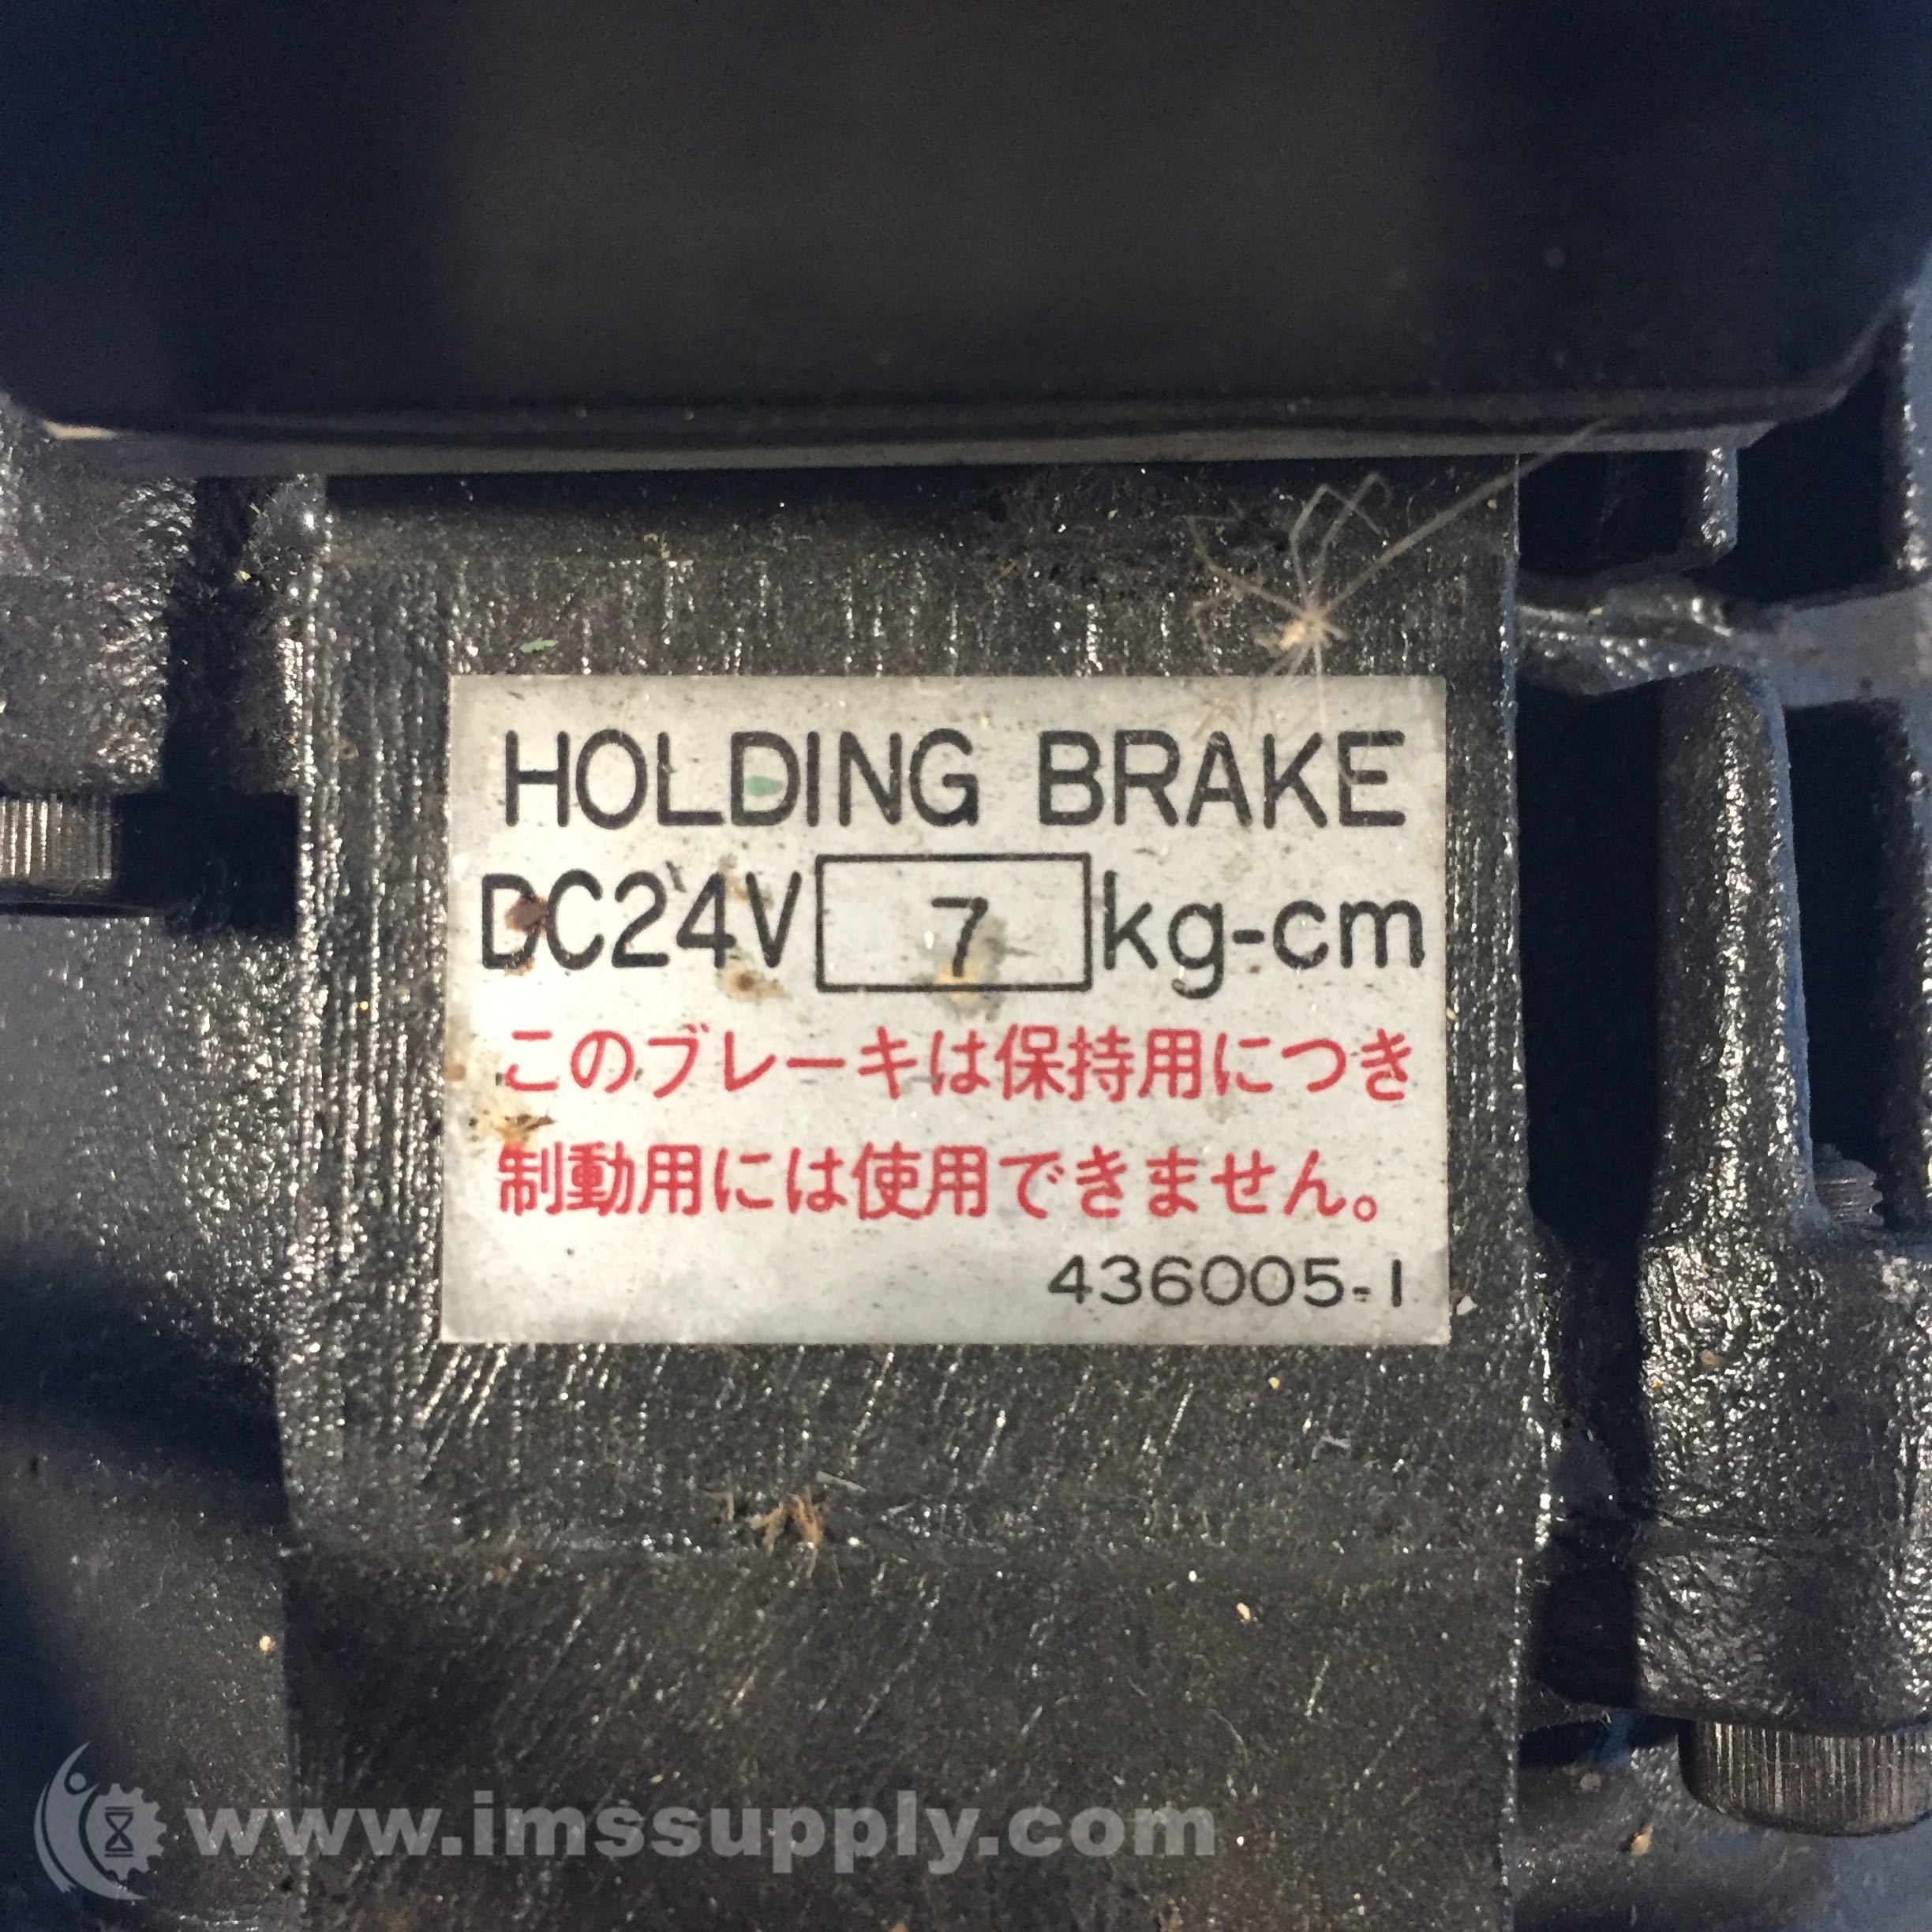 HOLDING BRAKE
DC24V 7 kg-cm
このブレーキは保持用につき
制動用には使用できません。
436005-1
www.imssupply.com